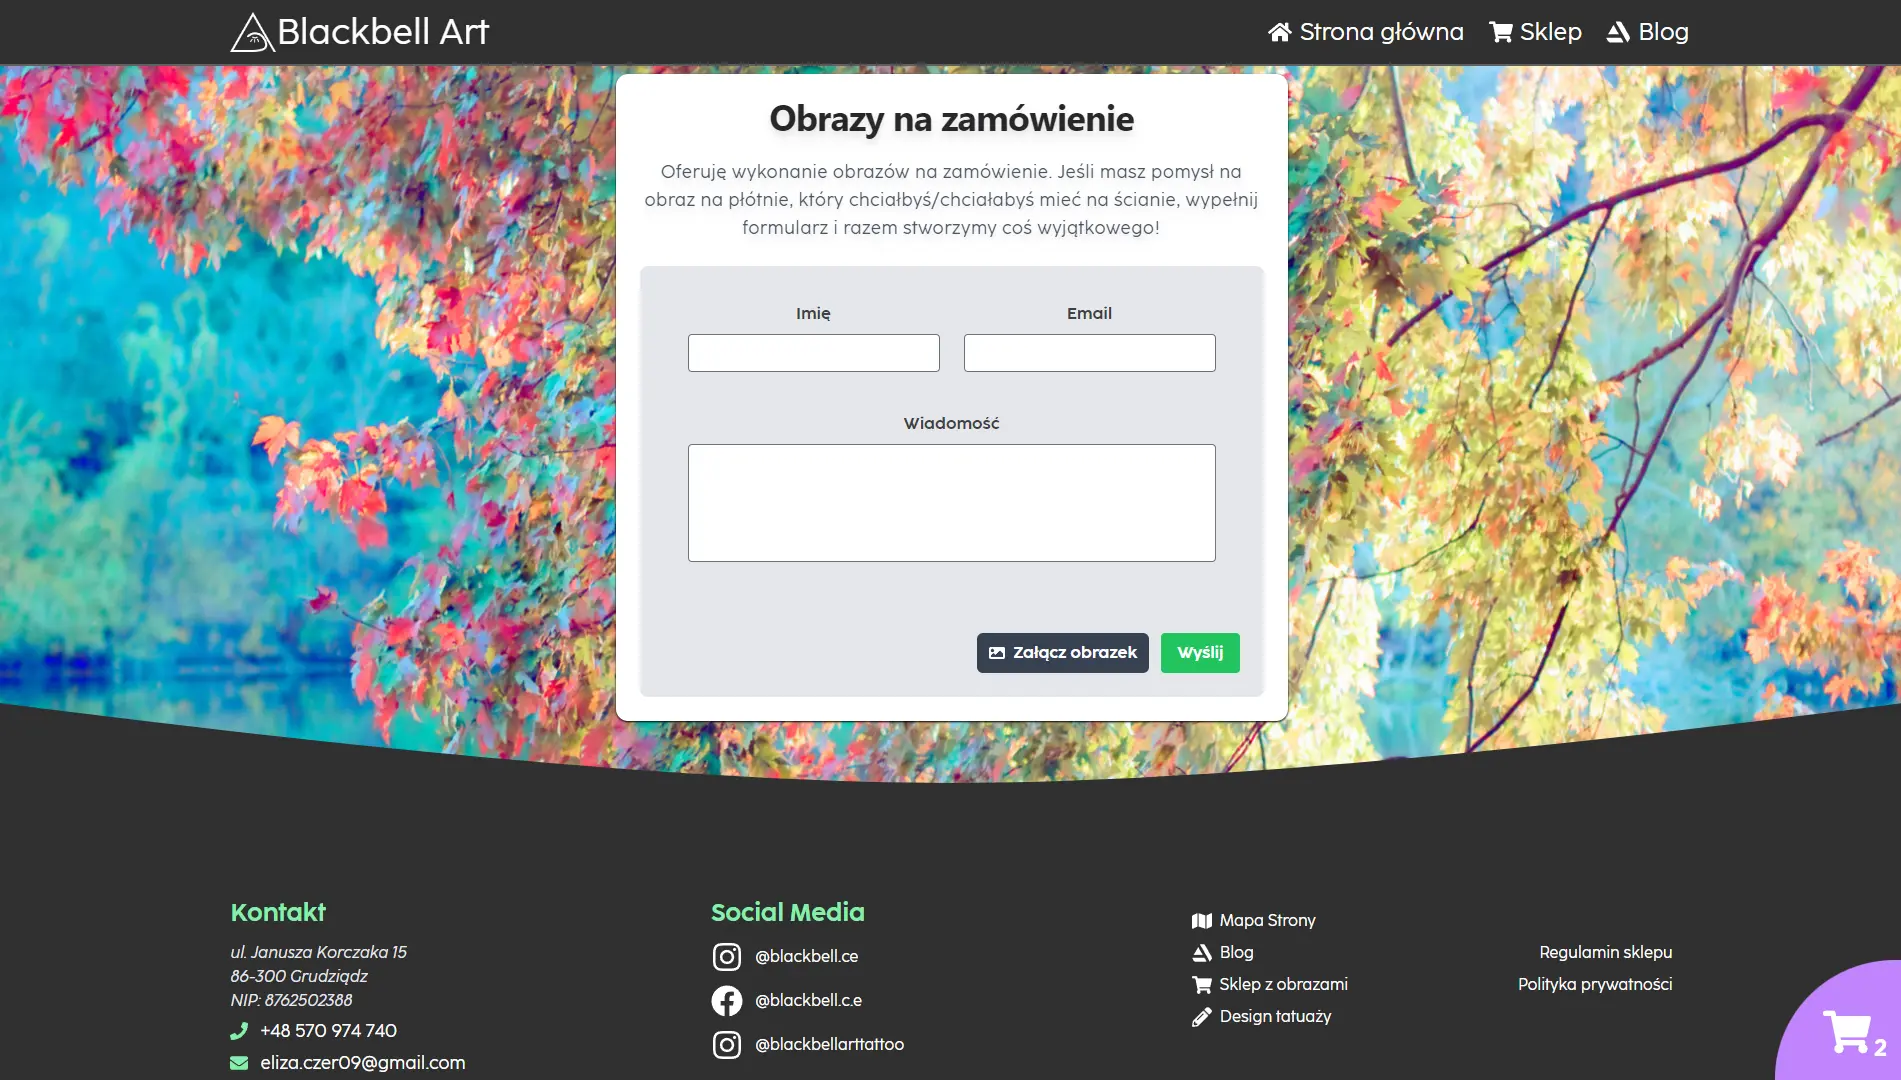 Blackbell Art
Strona główna
Sklep
Blog
Obrazy na zamówienie
Oferuję wykonanie obrazów na zamówienie. Jeśli masz pomysł na
obraz na płótnie, który chciałbyś/chciałabyś mieć na ścianie, wypełnij
formularz i razem stworzymy coś wyjątkowego!
Imię
Email
Wiadomość
Załącz obrazek
Wyślij
Kontakt
ul. Janusza Korczaka 15
86-300 Grudziądz
NIP: 8762502388
+48 570 974 740
eliza.czer09@gmail.com
Social Media
@blackbell.ce
@blackbell.c.e
@blackbellarttattoo
Mapa Strony
Blog
Sklep z obrazami
Design tatuaży
Regulamin sklepu
Polityka prywatności
2